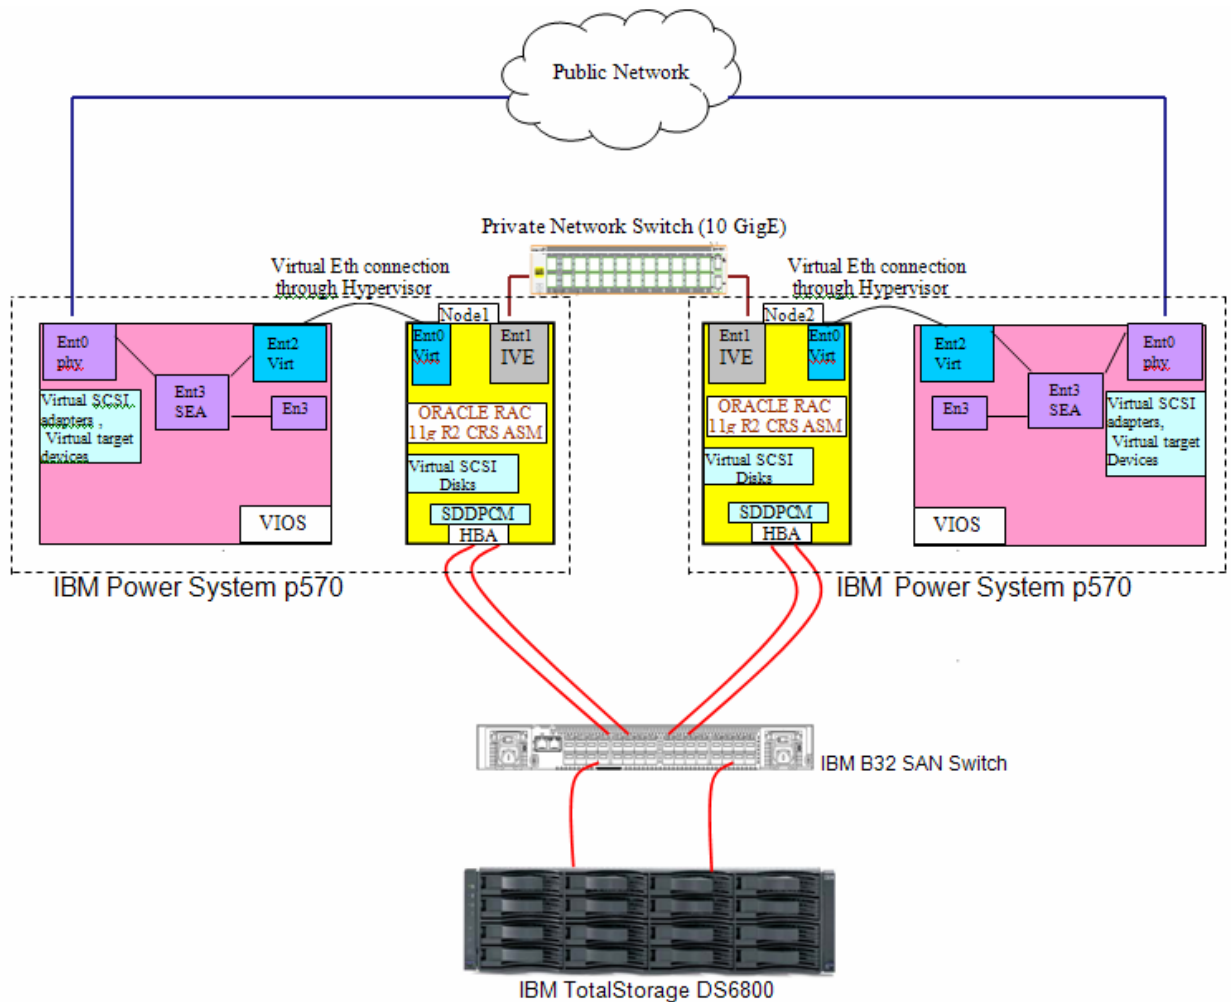 Public Network
Private Network Switch (10 GigE)
Virtual Eth connection
through Hypervisor
Virtual Eth connection
through Hypervisor
Node1
Node2
Ent0
phy
Ent2
Virt
Ent3
SEA
En3
Virtual SCSI
adapters ,
Virtual target
devices
VIOS
Ent0
Virt
Ent1
IVE
ORACLE RAC
11g R2 CRS ASM
Virtual SCSI
Disks
SDDPCM
HBA
Ent1
IVE
Ent0
Virt
ORACLE RAC
11g R2 CRS ASM
Virtual SCSI
Disks
SDDPCM
HBA
Ent2
Virt
Ent0
phy
Ent3
SEA
En3
Virtual SCSI
adapters,
Virtual target
Devices
VIOS
IBM Power System p570
IBM Power System p570
IBM B32 SAN Switch
IBM TotalStorage DS6800